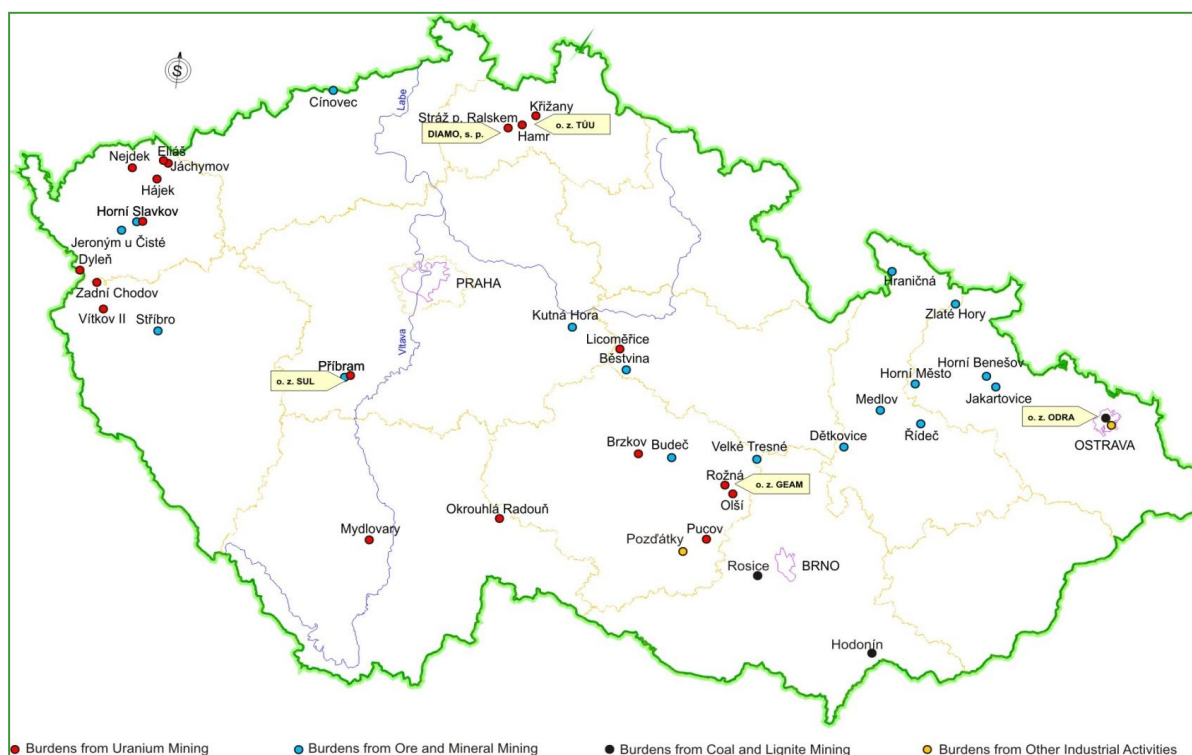 S
Cínovec
Labe
Křižany
Stráž p. Ralskem
o. z. TÚU
DIAMO, s. p.
Hamr
Eliáš
Nejdek
Jáchymov
Hájek
Horní Slavkov
Jeroným u Čisté
Dyleň
Zadní Chodov
Vítkov II
Stříbro
PRAHA
Vltava
Hraničná
Zlaté Hory
Kutná Hora
Licoměřice
Běstvina
Příbram
o. z. SUL
Horní Benešov
Horní Město
Jakartovice
Medlov
Řídeč
o. z. ODRA
OSTRAVA
Dětkovice
Brzkov
Budeč
Velké Tresné
Rožná
o. z. GEAM
Olší
Okrouhlá Radouň
Mydlovary
Pucov
Pozďátky
Rosice
BRNO
Hodonín
Burdens from Uranium Mining
Burdens from Ore and Mineral Mining
Burdens from Coal and Lignite Mining
Burdens from Other Industrial Activities